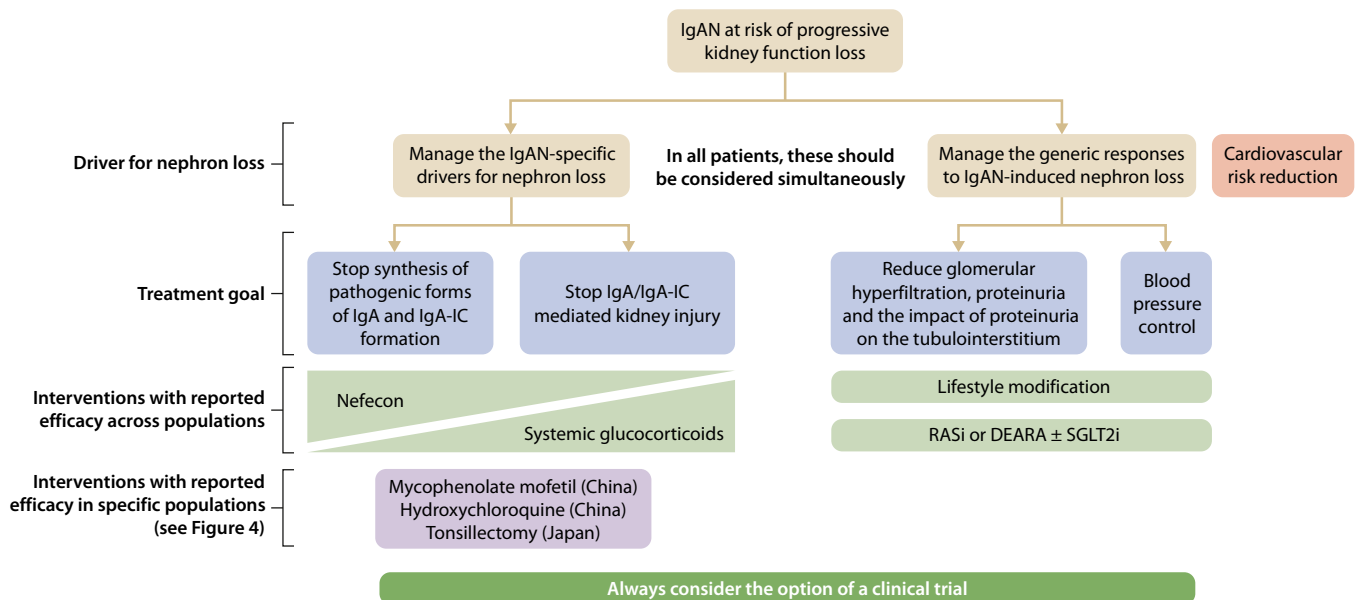 IgAN at risk of progressive
kidney function loss
Driver for nephron loss
Manage the IgAN-specific
drivers for nephron loss
In all patients, these should
be considered simultaneously
Manage the generic responses
to IgAN-induced nephron loss
Cardiovascular
risk reduction
Treatment goal
Stop synthesis of
pathogenic forms
of IgA and IgA-IC
formation
Stop IgA/IgA-IC
mediated kidney injury
Reduce glomerular
hyperfiltration, proteinuria
and the impact of proteinuria
on the tubulointerstitium
Blood
pressure
control
Interventions with reported
efficacy across populations
Nefecon
Systemic glucocorticoids
Lifestyle modification
RASi or DEARA ± SGLT2i
Interventions with reported
efficacy in specific populations
(see Figure 4)
Mycophenolate mofetil (China)
Hydroxychloroquine (China)
Tonsillectomy (Japan)
Always consider the option of a clinical trial